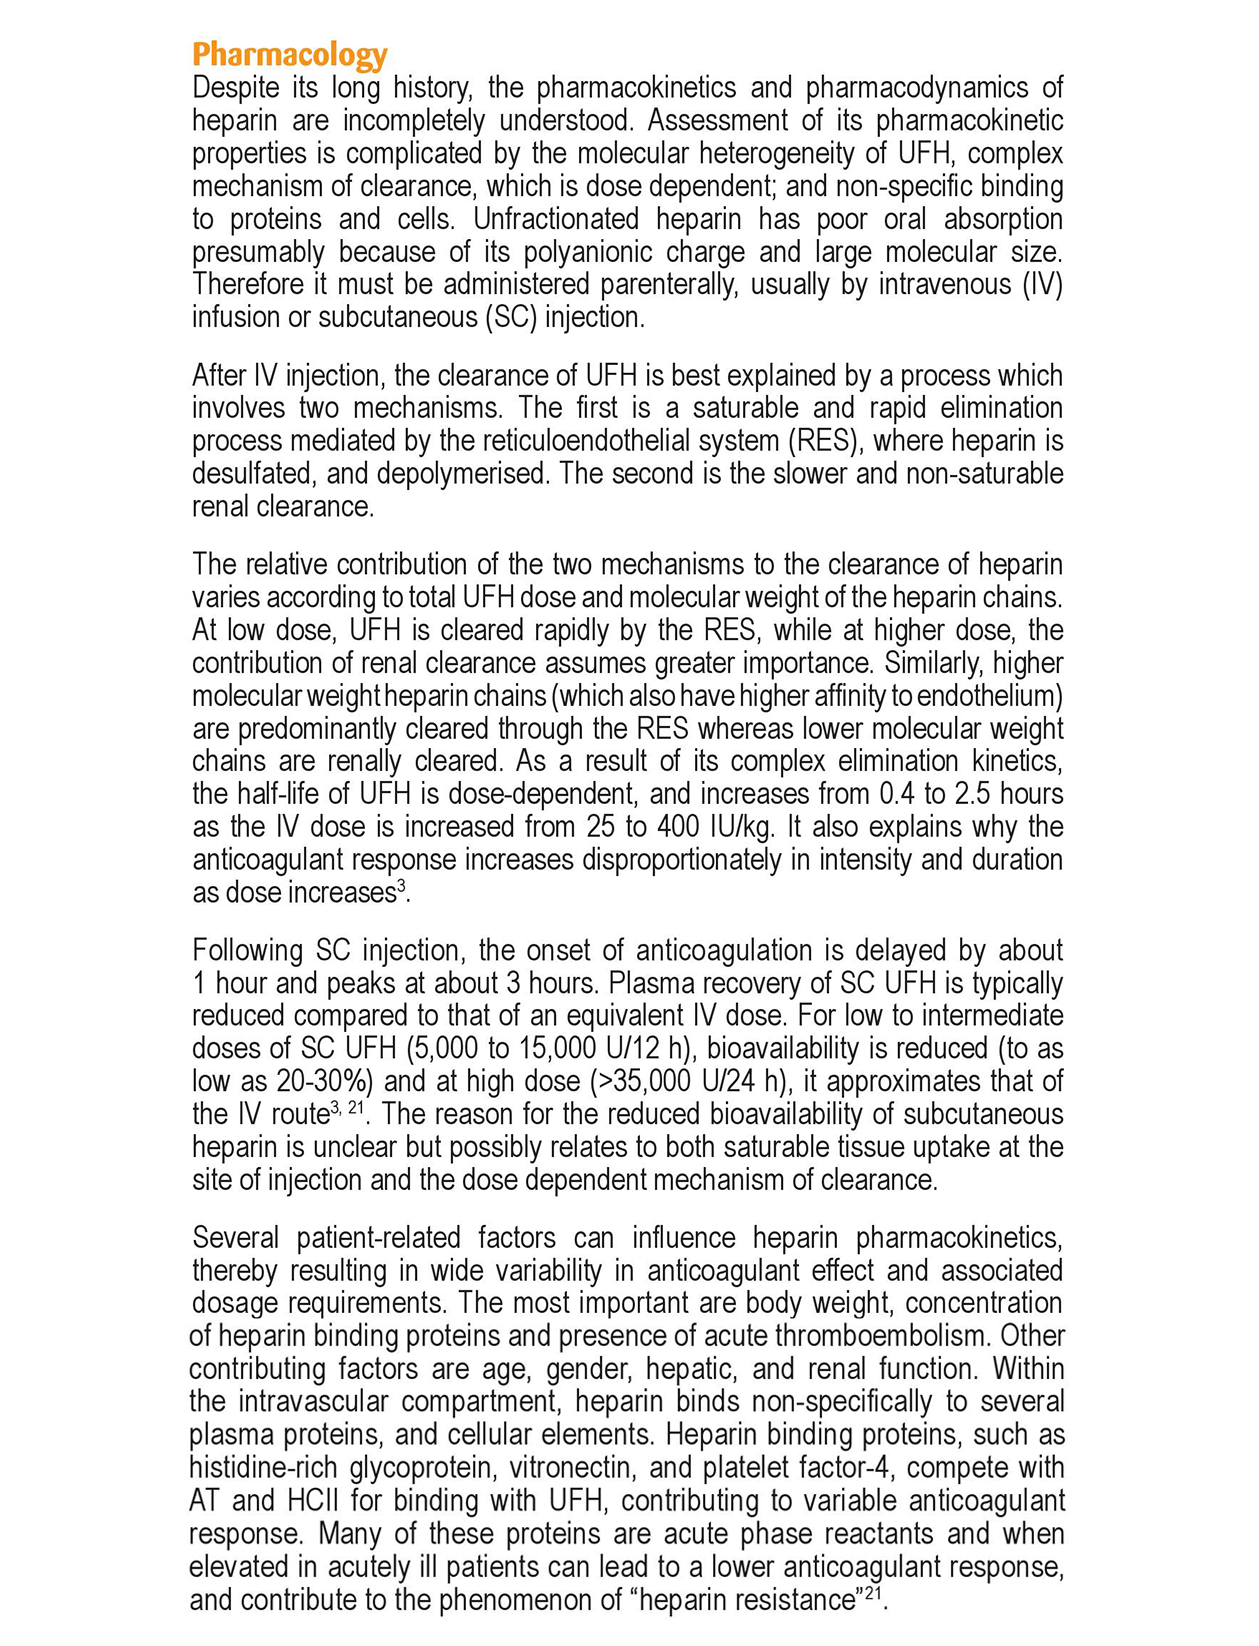 Pharmacology
Despite its long history, the pharmacokinetics and pharmacodynamics of
heparin are incompletely understood. Assessment of its pharmacokinetic
properties is complicated by the molecular heterogeneity of UFH, complex
mechanism of clearance, which is dose dependent; and non-specific binding
to proteins and cells. Unfractionated heparin has poor oral absorption
presumably because of its polyanionic charge and large molecular size.
Therefore it must be administered parenterally, usually by intravenous (IV)
infusion or subcutaneous (SC) injection.
After IV injection, the clearance of UFH is best explained by a process which
involves two mechanisms. The first is a saturable and rapid elimination
process mediated by the reticuloendothelial system (RES), where heparin is
desulfated, and depolymerised. The second is the slower and non-saturable
renal clearance.
The relative contribution of the two mechanisms to the clearance of heparin
varies according to total UFH dose and molecular weight of the heparin chains.
At low dose, UFH is cleared rapidly by the RES, while at higher dose, the
contribution of renal clearance assumes greater importance. Similarly, higher
molecular weight heparin chains (which also have higher affinity to endothelium)
are predominantly cleared through the RES whereas lower molecular weight
chains are renally cleared. As a result of its complex elimination kinetics,
the half-life of UFH is dose-dependent, and increases from 0.4 to 2.5 hours
as the IV dose is increased from 25 to 400 IU/kg. It also explains why the
anticoagulant response increases disproportionately in intensity and duration
as dose increases³.
Following SC injection, the onset of anticoagulation is delayed by about
1 hour and peaks at about 3 hours. Plasma recovery of SC UFH is typically
reduced compared to that of an equivalent IV dose. For low to intermediate
doses of SC UFH (5,000 to 15,000 U/12 h), bioavailability is reduced (to as
low as 20-30%) and at high dose (>35,000 U/24 h), it approximates that of
the IV route³, ²¹. The reason for the reduced bioavailability of subcutaneous
heparin is unclear but possibly relates to both saturable tissue uptake at the
site of injection and the dose dependent mechanism of clearance.
Several patient-related factors can influence heparin pharmacokinetics,
thereby resulting in wide variability in anticoagulant effect and associated
dosage requirements. The most important are body weight, concentration
of heparin binding proteins and presence of acute thromboembolism. Other
contributing factors are age, gender, hepatic, and renal function. Within
the intravascular compartment, heparin binds non-specifically to several
plasma proteins, and cellular elements. Heparin binding proteins, such as
histidine-rich glycoprotein, vitronectin, and platelet factor-4, compete with
AT and HCII for binding with UFH, contributing to variable anticoagulant
response. Many of these proteins are acute phase reactants and when
elevated in acutely ill patients can lead to a lower anticoagulant response,
and contribute to the phenomenon of “heparin resistance”²¹.